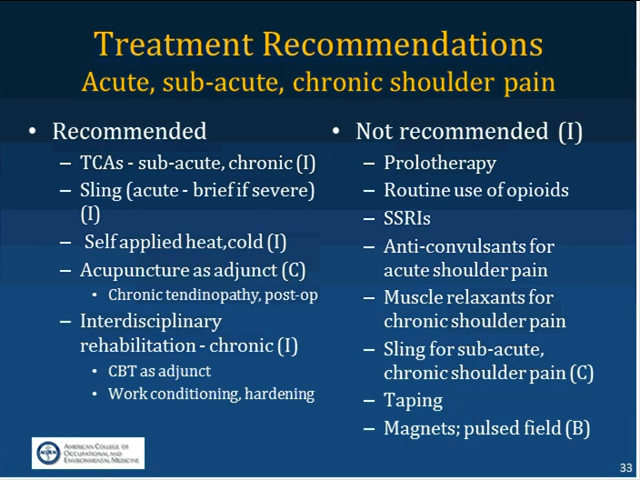 Treatment Recommendations
Acute, sub-acute, chronic shoulder pain
• Recommended
– TCAs - sub-acute, chronic (I)
– Sling (acute - brief if severe)
(I)
– Self applied heat,cold (I)
– Acupuncture as adjunct (C)
• Chronic tendinopathy, post-op
– Interdisciplinary
rehabilitation - chronic (I)
• CBT as adjunct
• Work conditioning, hardening
• Not recommended (I)
– Prolotherapy
– Routine use of opioids
– SSRIs
– Anti-convulsants for
acute shoulder pain
– Muscle relaxants for
chronic shoulder pain
– Sling for sub-acute,
chronic shoulder pain (C)
– Taping
– Magnets; pulsed field (B)
American College of
Occupational and
Environmental Medicine
33